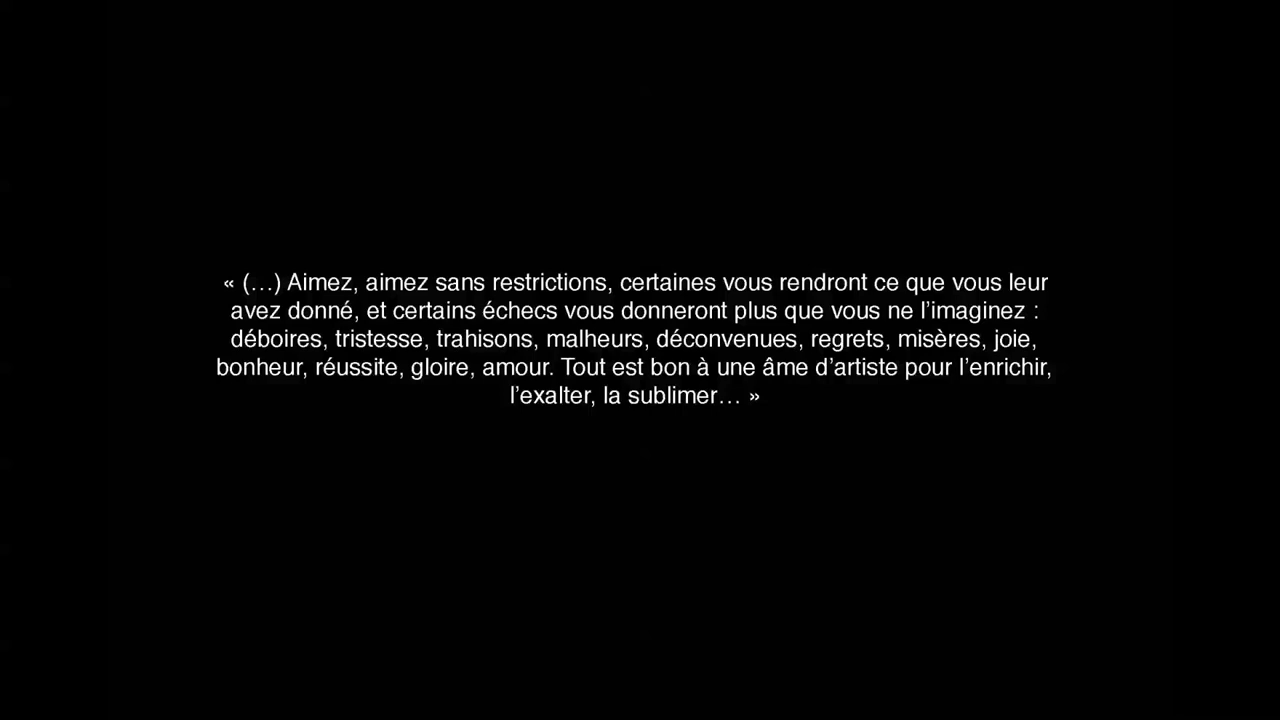 « (…) Aimez, aimez sans restrictions, certaines vous rendront ce que vous leur
avez donné, et certains échecs vous donneront plus que vous ne l’imaginez :
déboires, tristesse, trahisons, malheurs, déconvenues, regrets, misères, joie,
bonheur, réussite, gloire, amour. Tout est bon à une âme d’artiste pour l’enrichir,
l’exalter, la sublimer… »